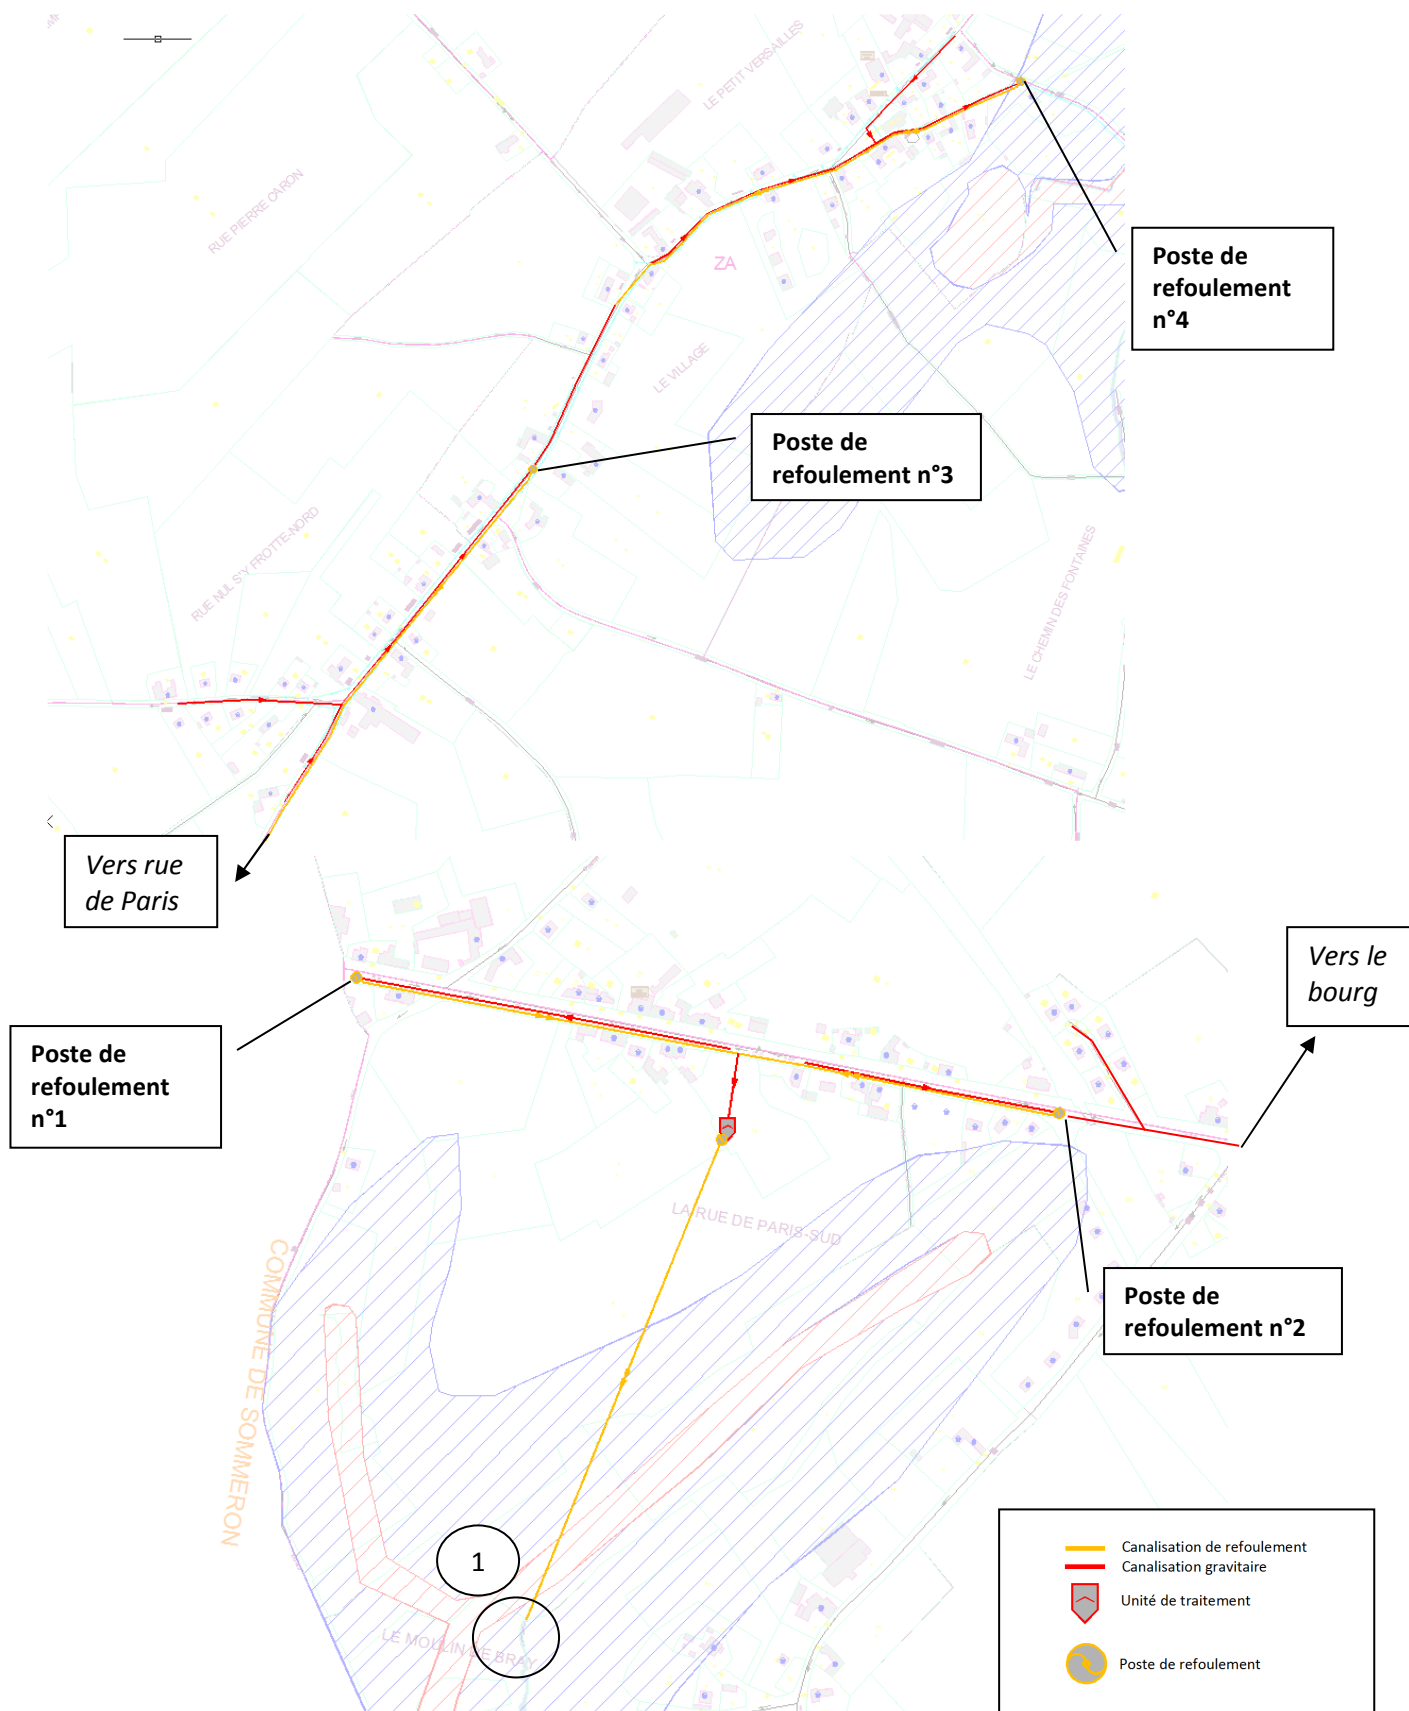 LE PETIT VERSAILLES
RUE PIERRE CARON
ZA
Poste de
refoulement
n°4
LE VILLAGE
Poste de
refoulement n°3
RUE NUL S'Y FROTTE-NORD
LE CHEMIN DES FONTAINES
Vers rue
de Paris
Vers le
bourg
Poste de
refoulement
n°1
LA RUE DE PARIS-SUD
COMMUNE DE SOMMERON
Poste de
refoulement n°2
1
LE MOULIN DE BRAY
Canalisation de refoulement
Canalisation gravitaire
Unité de traitement
Poste de refoulement